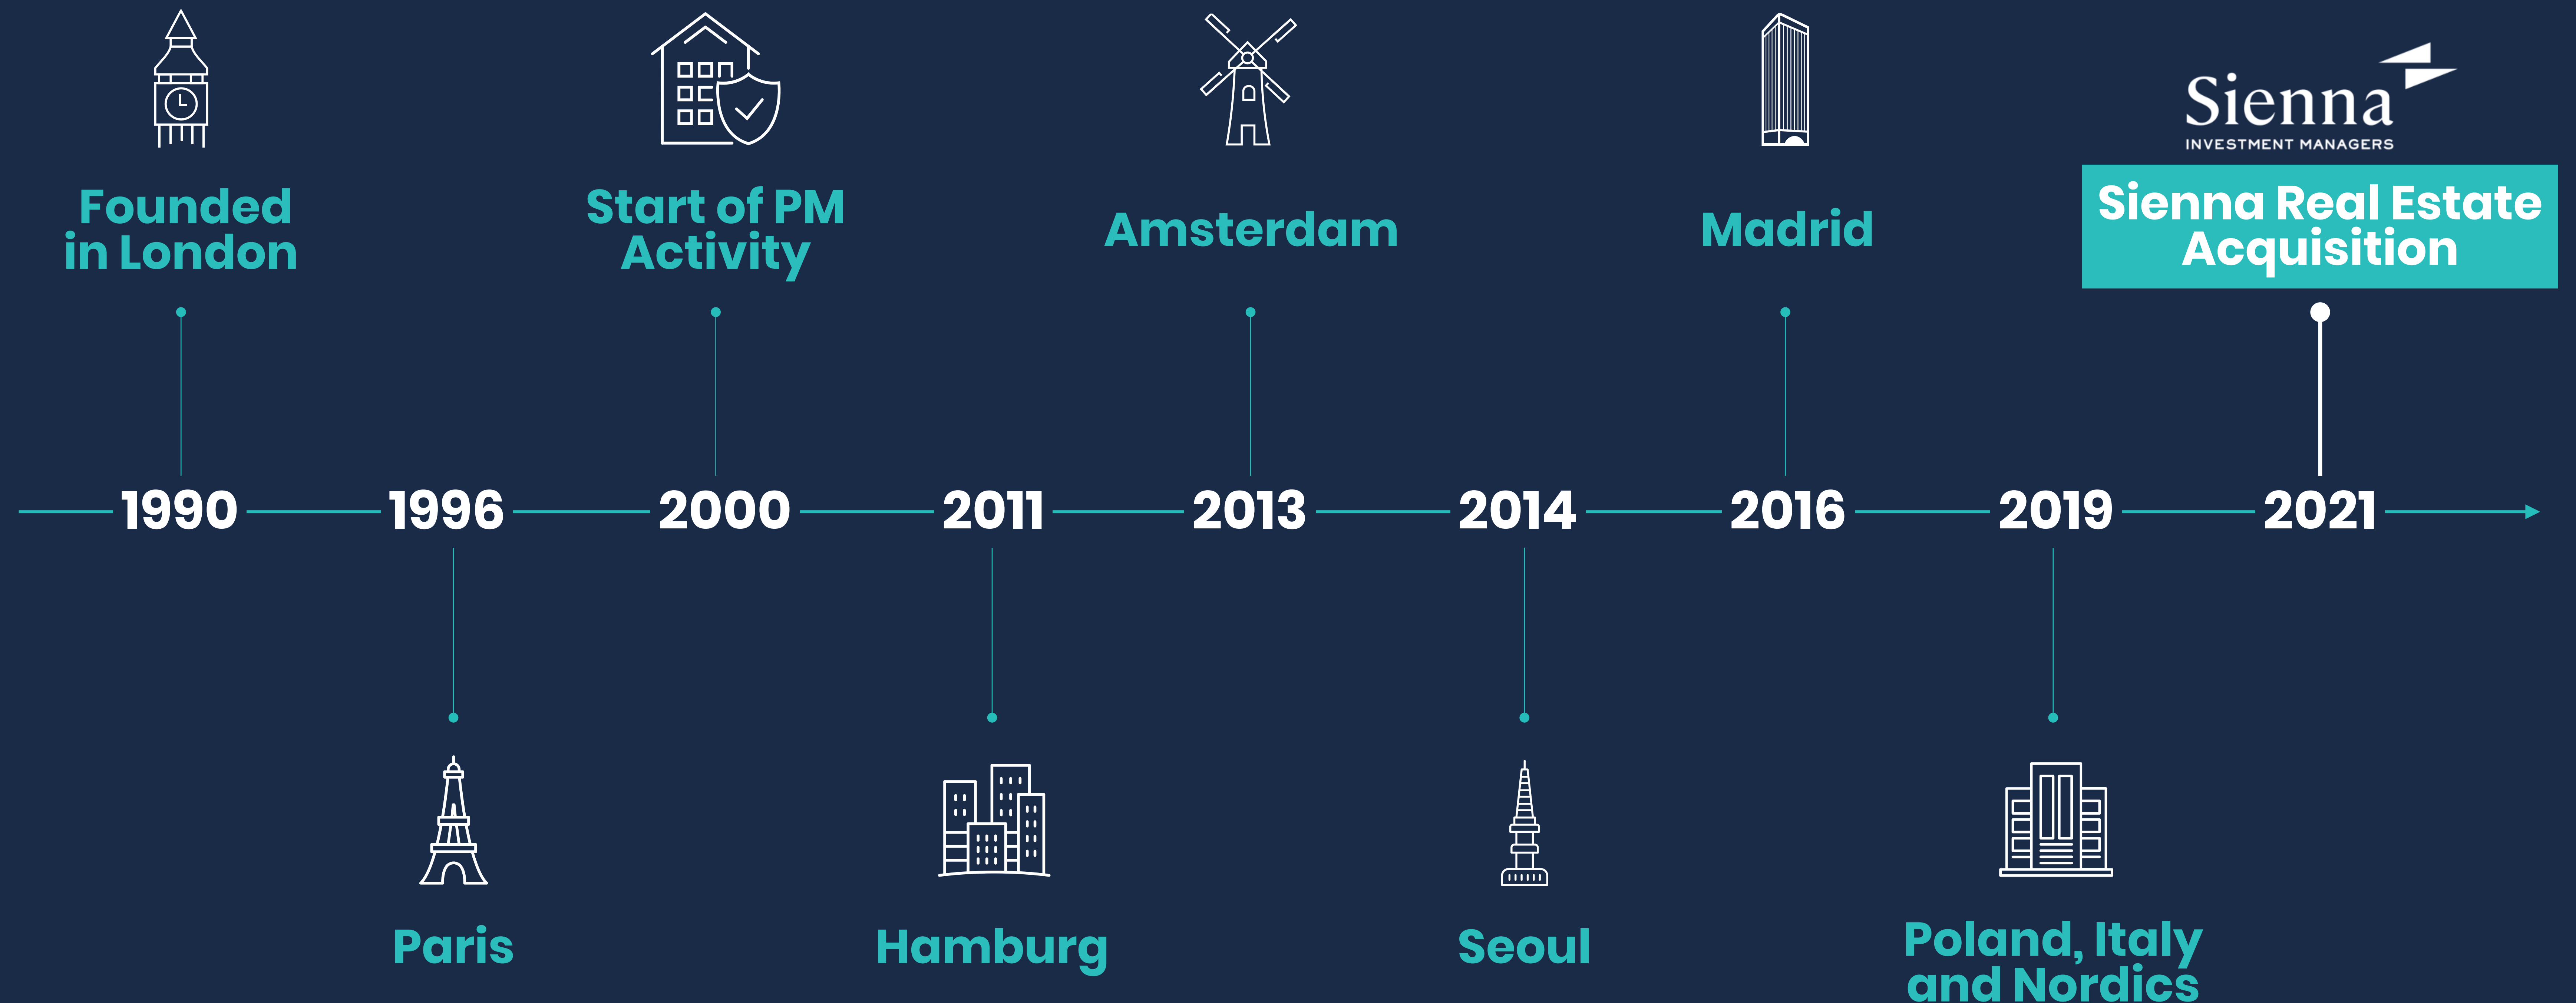 Sienna
INVESTMENT MANAGERS
Founded
in London
Start of PM
Activity
Amsterdam
Madrid
Sienna Real Estate
Acquisition
1990
1996
2000
2011
2013
2014
2016
2019
2021
Paris
Hamburg
Seoul
Poland, Italy
and Nordics